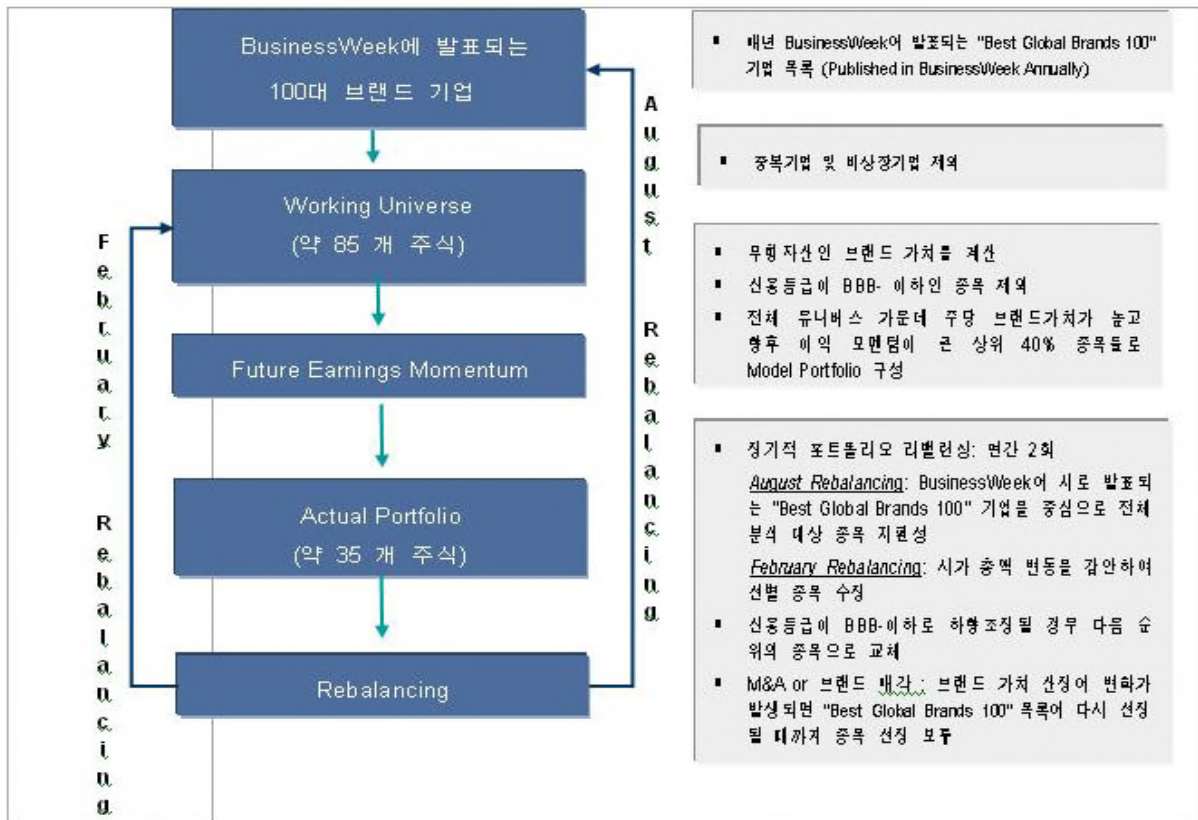 BusinessWeek에 발표되는
100대 브랜드 기업
Working Universe
(약 85 개 주식)
Future Earnings Momentum
Actual Portfolio
(약 35 개 주식)
Rebalancing
February Rebalancing
August Rebalancing
▪ 매년 BusinessWeek에 발표되는 "Best Global Brands 100"
기업 목록 (Published in BusinessWeek Annually)
▪ 중복기업 및 비상장기업 제외
▪ 무형자산인 브랜드 가치를 계산
▪ 신용등급이 BBB- 이하인 종목 제외
▪ 전체 유니버스 가운데 주당 브랜드가치가 높고
향후 이익 모멘텀이 큰 상위 40% 종목들로
Model Portfolio 구성
▪ 정기적 포트폴리오 리밸런싱: 연간 2회
August Rebalancing: BusinessWeek에 새로 발표되
는 "Best Global Brands 100" 기업을 중심으로 전체
분석 대상 종목 재편성
February Rebalancing: 시가 총액 변동을 감안하여
선별 종목 수정
▪ 신용등급이 BBB-이하로 하향조정될 경우 다음 순
위의 종목으로 교체
▪ M&A or 브랜드 매각 : 브랜드 가치 산정에 변화가
발생되면 "Best Global Brands 100" 목록에 다시 선정
될 때까지 종목 선정 보류